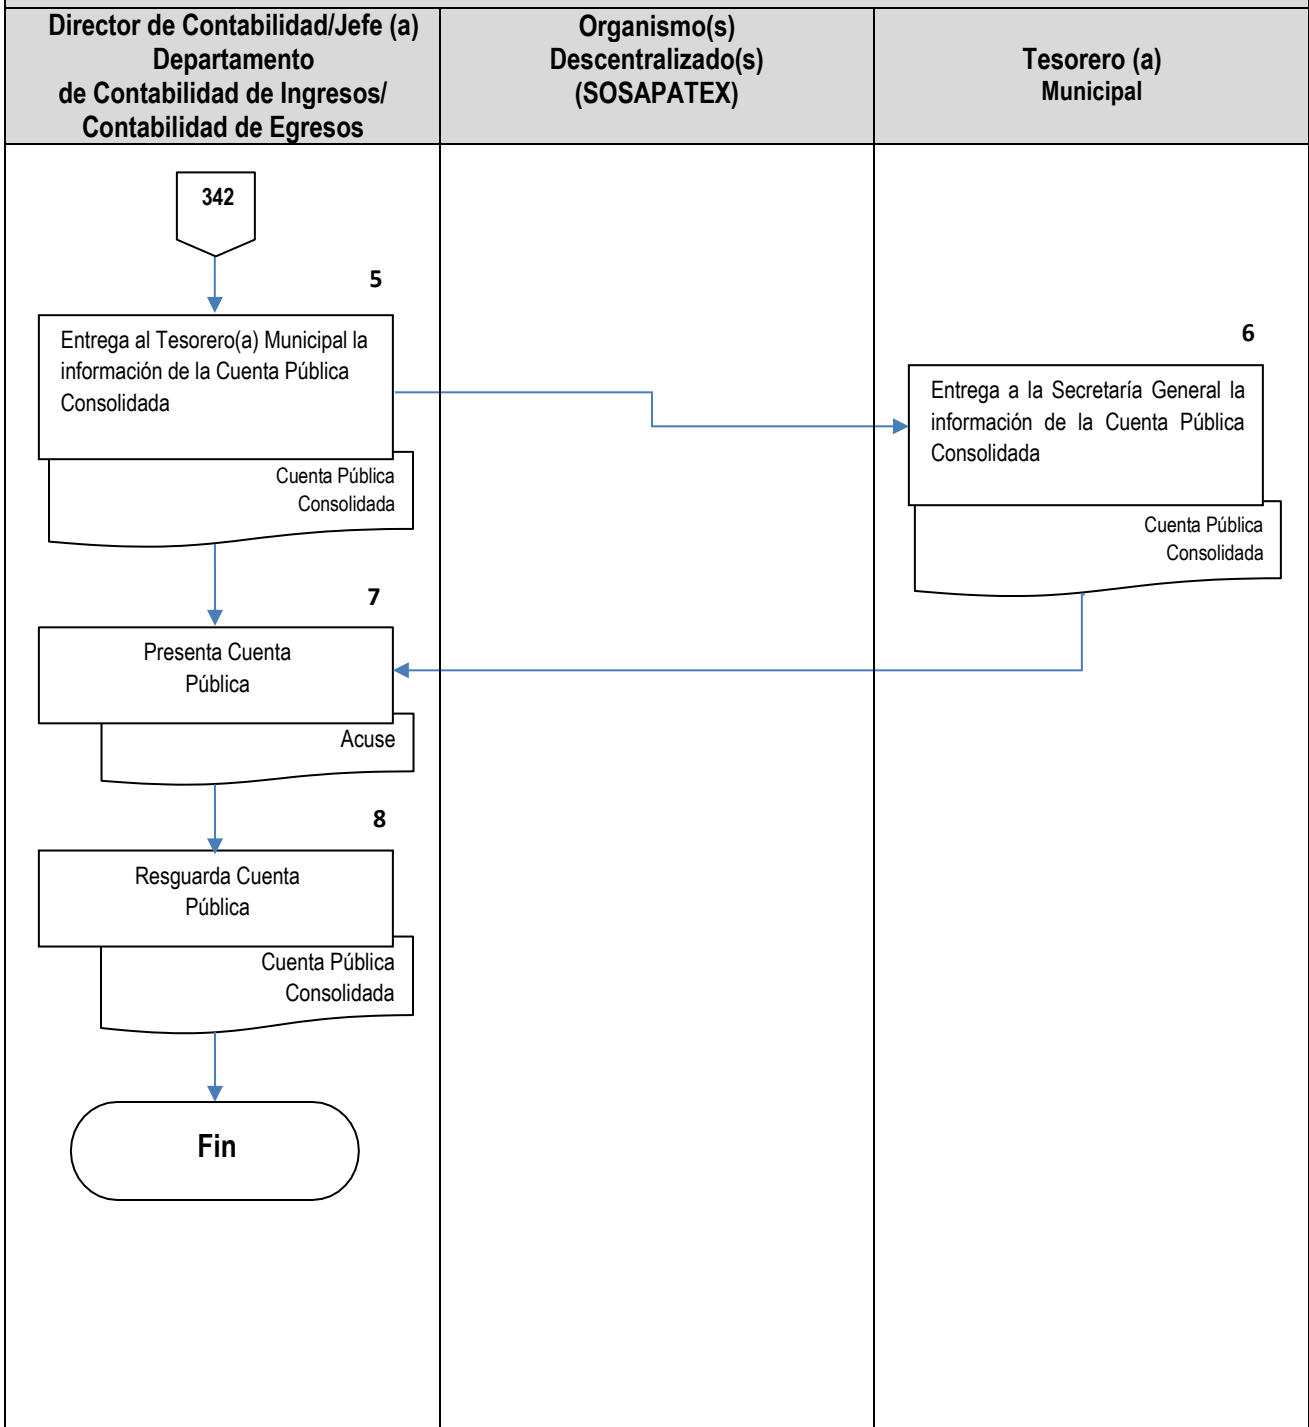 Director de Contabilidad/Jefe (a)
Departamento
de Contabilidad de Ingresos/
Contabilidad de Egresos
Organismo(s)
Descentralizado(s)
(SOSAPATEX)
Tesorero (a)
Municipal
342
5
Entrega al Tesorero(a) Municipal la
información de la Cuenta Pública
Consolidada
Cuenta Pública
Consolidada
6
Entrega a la Secretaría General la
información de la Cuenta Pública
Consolidada
Cuenta Pública
Consolidada
7
Presenta Cuenta
Pública
Acuse
8
Resguarda Cuenta
Pública
Cuenta Pública
Consolidada
Fin